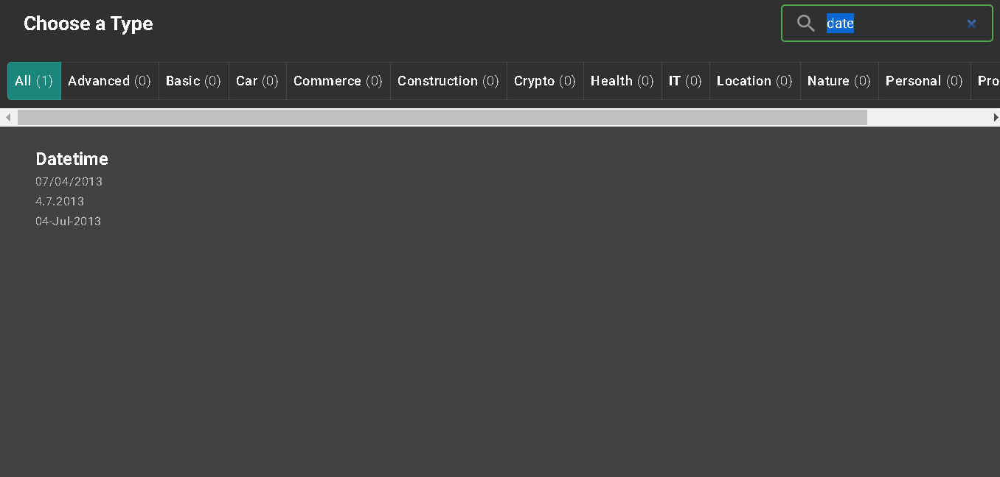 Choose a Type
date
All (1) Advanced (0) Basic (0) Car (0) Commerce (0) Construction (0) Crypto (0) Health (0) IT (0) Location (0) Nature (0) Personal (0) Pro
Datetime
07/04/2013
4.7.2013
04-Jul-2013